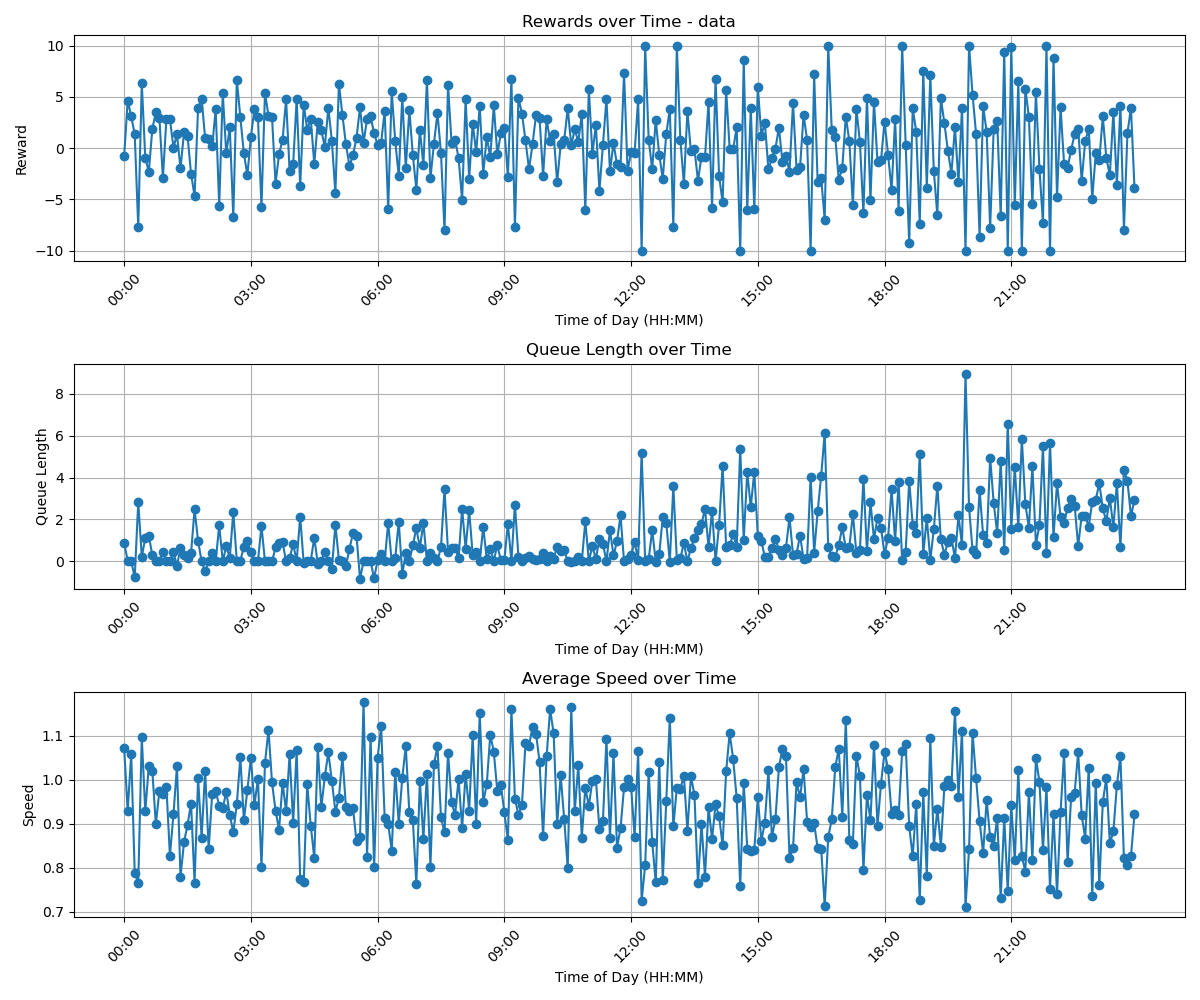 Rewards over Time - data
Reward
10
5
0
−5
−10
00:00 03:00 06:00 09:00 12:00 15:00 18:00 21:00
Time of Day (HH:MM)
Queue Length over Time
Queue Length
8
6
4
2
0
00:00 03:00 06:00 09:00 12:00 15:00 18:00 21:00
Time of Day (HH:MM)
Average Speed over Time
Speed
1.1
1.0
0.9
0.8
0.7
00:00 03:00 06:00 09:00 12:00 15:00 18:00 21:00
Time of Day (HH:MM)